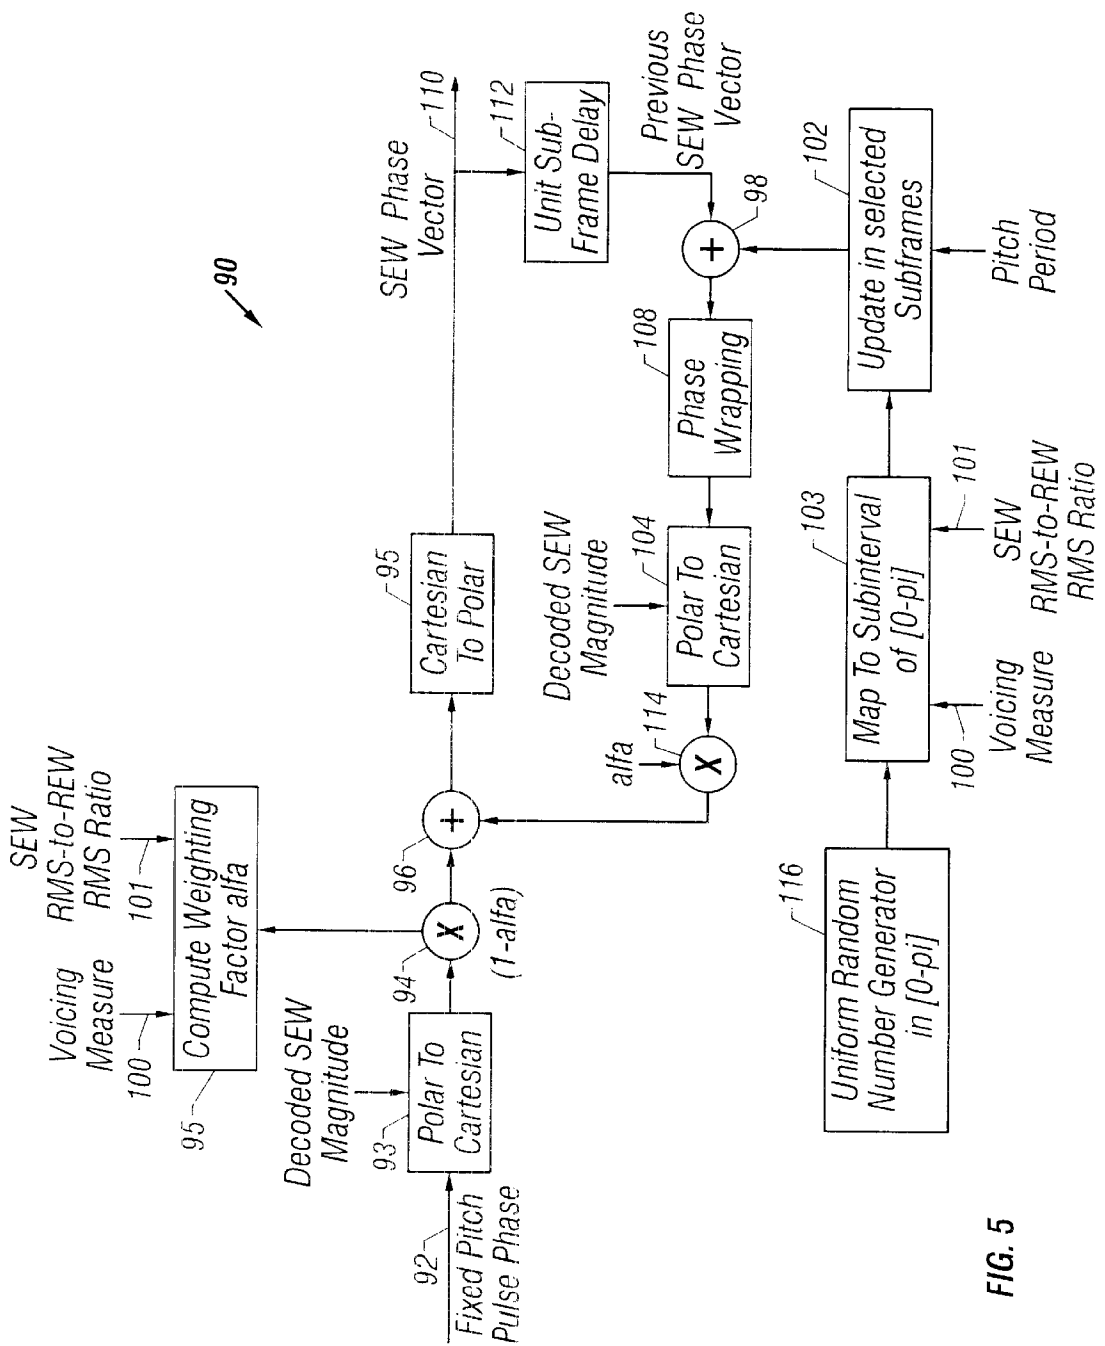 90
SEW
RMS-to-REW
RMS Ratio
101
Voicing
Measure
100
95
Compute Weighting
Factor alfa
Decoded SEW
Magnitude
92
Fixed Pitch
Pulse Phase
93
Polar To
Cartesian
94
X
(1-alfa)
96
+
95
Cartesian
To Polar
SEW Phase
Vector
110
112
Unit Sub-
Frame Delay
Previous
SEW Phase
Vector
98
+
108
Phase
Wrapping
Decoded SEW
Magnitude
104
Polar To
Cartesian
alfa
114
X
116
Uniform Random
Number Generator
in [0-pi]
103
Map To Subinterval
of [0-pi]
100
Voicing
Measure
101
SEW
RMS-to-REW
RMS Ratio
102
Update in selected
Subframes
Pitch
Period
FIG. 5